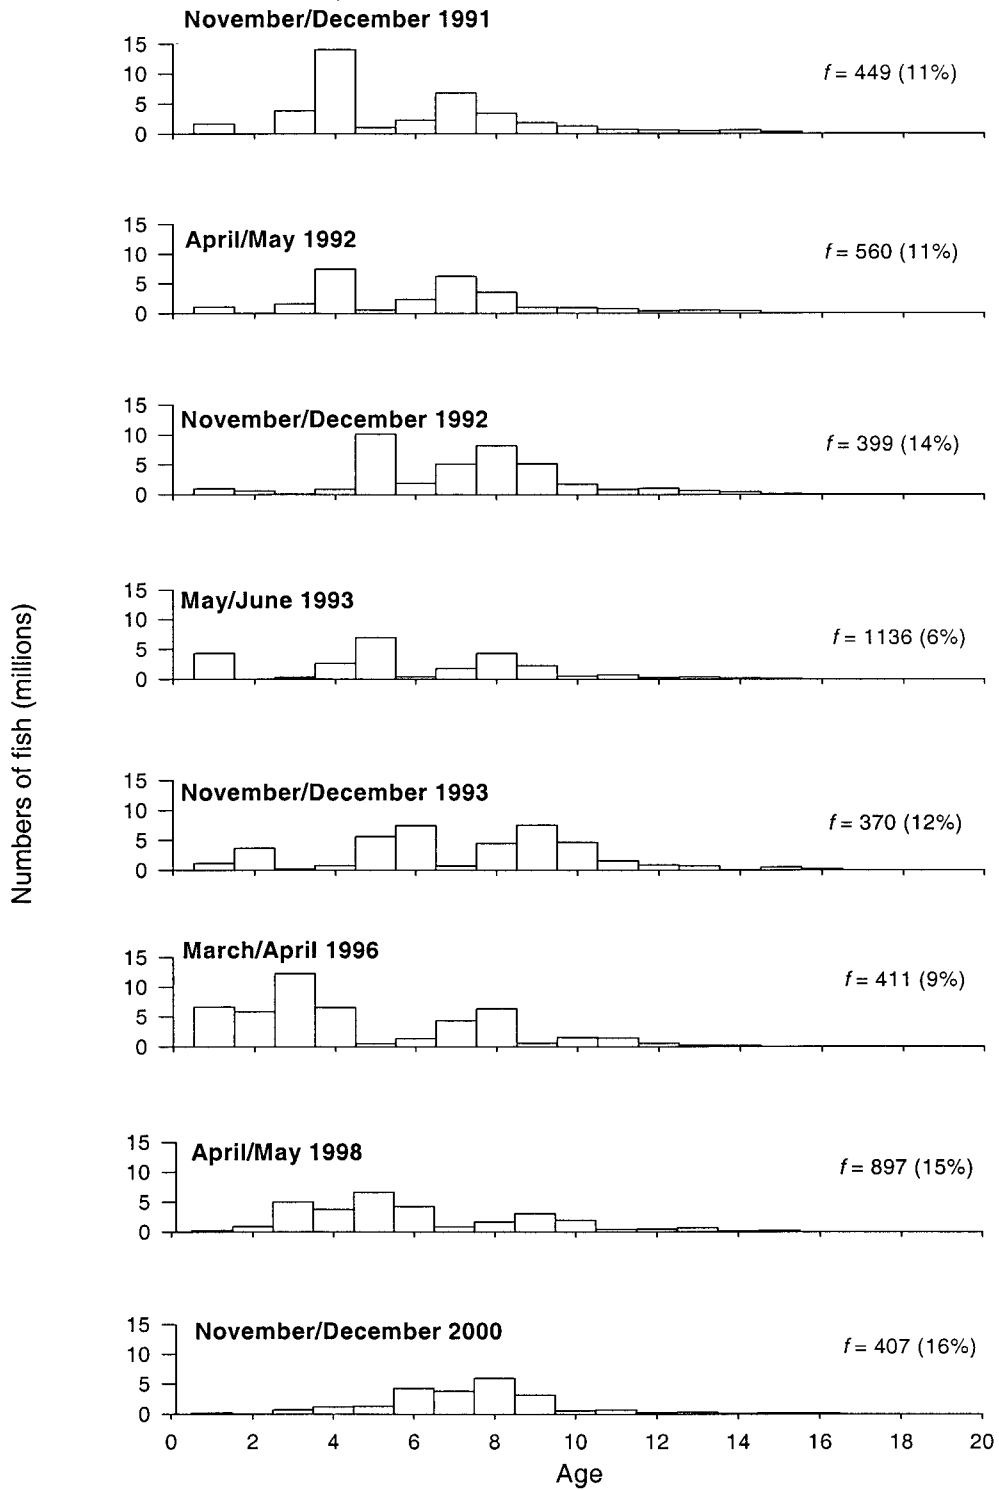 November/December 1991
15
10
5
0
f = 449 (11%)
April/May 1992
15
10
5
0
f = 560 (11%)
November/December 1992
15
10
5
0
f = 399 (14%)
May/June 1993
15
10
5
0
f = 1136 (6%)
Numbers of fish (millions)
November/December 1993
15
10
5
0
f = 370 (12%)
March/April 1996
15
10
5
0
f = 411 (9%)
April/May 1998
15
10
5
0
f = 897 (15%)
November/December 2000
15
10
5
0
f = 407 (16%)
0 2 4 6 8 10 12 14 16 18 20
Age